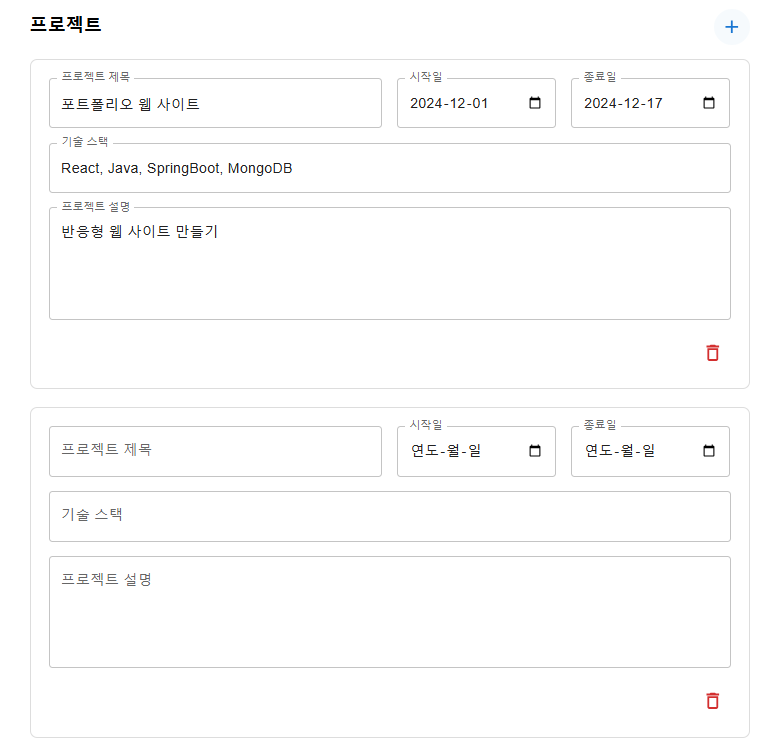 프로젝트
프로젝트 제목
시작일
종료일
포트폴리오 웹 사이트
2024-12-01
2024-12-17
기술 스택
React, Java, SpringBoot, MongoDB
프로젝트 설명
반응형 웹 사이트 만들기
시작일
종료일
프로젝트 제목
연도-월-일
연도-월-일
기술 스택
프로젝트 설명